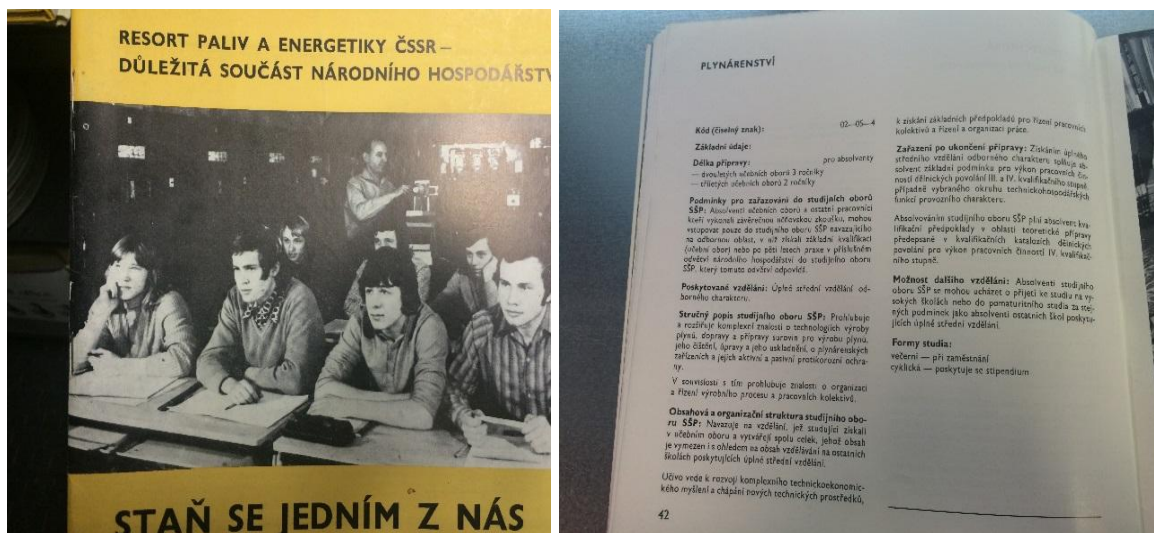 RESORT PALIV A ENERGETIKY ČSSR –
DŮLEŽITÁ SOUČÁST NÁRODNÍHO HOSPODÁŘSTV
STAŇ SE JEDNÍM Z NÁS
PLYNÁRENSTVÍ
Kód (číselný znak): 02—05—4
Základní údaje:
Délka přípravy: pro absolventy
— dvouletých učebních oborů 3 ročníky
— tříletých učebních oborů 2 ročníky
Podmínky pro zařazování do studijních oborů
SŠP: Absolventi učebních oborů a ostatní pracovníci
kteří vykonali závěrečnou učňovskou zkoušku, mohou
vstupovat pouze do studijního oboru SŠP navazujícího
na odbornou oblast, v níž získali základní kvalifikaci
(učební obor) nebo po pěti letech praxe v příslušném
odvětví národního hospodářství do studijního oboru
SŠP, který tomuto odvětví odpovídá.
Poskytované vzdělání: Úplné střední vzdělání od-
borného charakteru.
Stručný popis studijního oboru SŠP: Prohlubuje
a rozšiřuje komplexní znalosti o technologiích výroby
plynů, dopravy a přípravy surovin pro výrobu plynů,
jeho čištění, úpravy a jeho uskladnění, o plynárenských
zařízeních a jejich aktivní a pasivní protikorozní ochra-
ny.
V souvislosti s tím prohlubuje znalosti o organizaci
a řízení výrobního procesu a pracovních kolektivů.
Obsahová a organizační struktura studijního obo-
ru SŠP: Navazuje na vzdělání, jež studující získali
v učebním oboru a vytvářejí spolu celek, jehož obsah
je vymezen i s ohledem na obsah vzdělávání na ostatních
školách poskytujících úplné střední vzdělání.
Učivo vede k rozvoji komplexního technickoekonomic-
kého myšlení a chápání nových technických prostředků,
42
k získání základních předpokladů pro řízení pracovních
kolektivů a řízení a organizaci práce.
Zařazení po ukončení přípravy: Získáním úplného
středního vzdělání odborného charakteru splňuje ab-
solvent základní podmínku pro výkon pracovních čin-
ností dělnických povolání III. a IV. kvalifikačního stupně,
případně vybraného okruhu technickohospodářských
funkcí provozního charakteru.
Absolvováním studijního oboru SŠP plní absolvent kva-
lifikační předpoklady v oblasti teoretické přípravy
předepsané v kvalifikačních katalozích dělnických
povolání pro výkon pracovních činností IV. kvalifikač-
ního stupně.
Možnost dalšího vzdělání: Absolventi studijního
oboru SŠP se mohou ucházet o přijetí ke studiu na vy-
sokých školách nebo do pomaturitního studia za stej-
ných podmínek jako absolventi ostatních škol poskytu-
jících úplné střední vzdělání.
Formy studia:
večerní — při zaměstnání
cyklická — poskytuje se stipendium